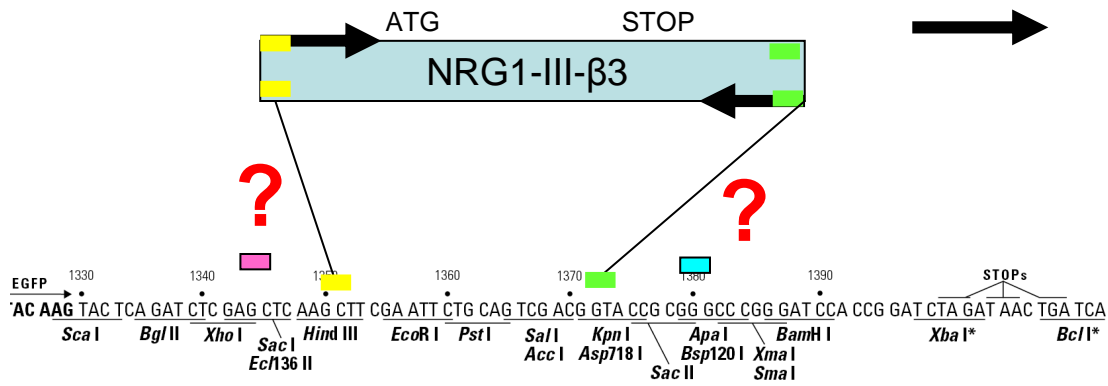 ATG STOP
NRG1-III-β3
? ?
EGFP 1330 1340 1350 1360 1370 1380 1390 STOPs
'AC AAG TAC TCA GAT CTC GAG CTC AAG CTT CGA ATT CTG CAG TCG ACG GTA CCG CGG GCC CGG GAT CCA CCG GAT CTA GAT AAC TGA TCA
Sca I Bgl II Xho I Hind III EcoR I Pst I Sal I Kpn I Apa I BamH I Xba I* Bcl I*
Sac I Acc I Asp718 I Bsp120 I Xma I
Ecl136 II Sac II Sma I